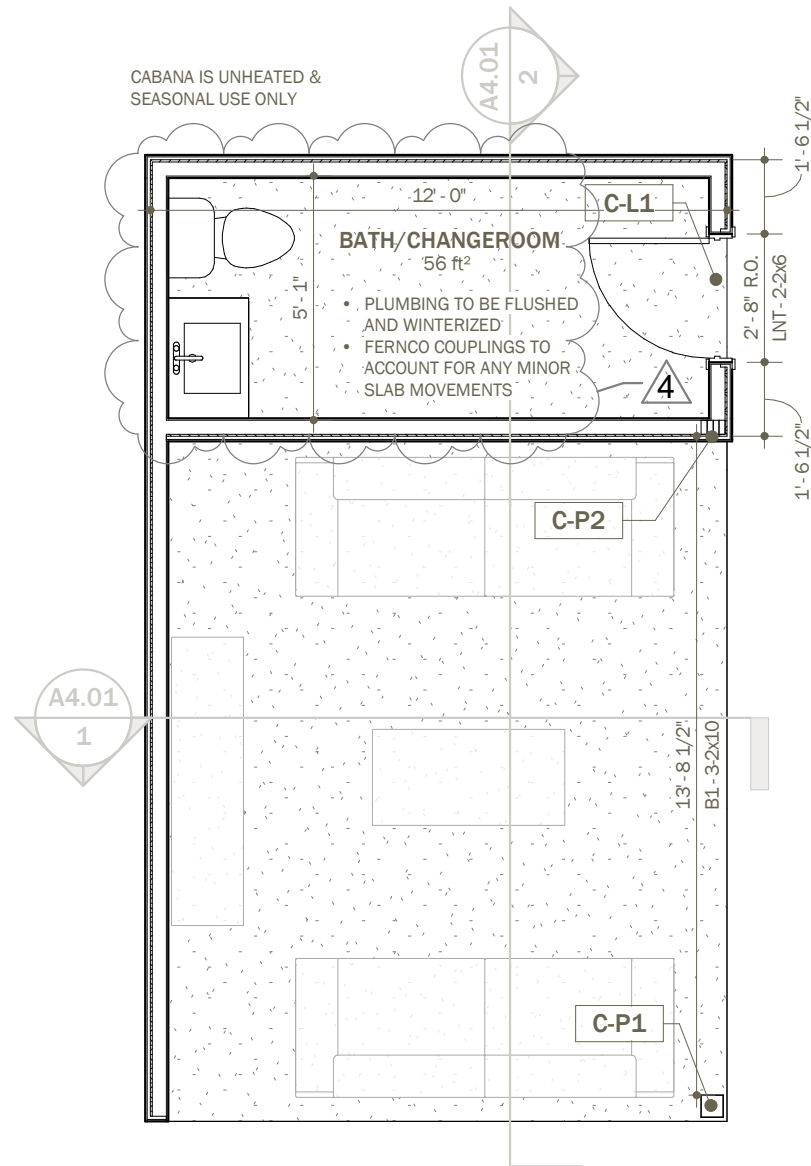 CABANA IS UNHEATED &
SEASONAL USE ONLY
A4.01
2
1' - 6 1/2"
12' - 0"
C-L1
BATH/CHANGEROOM
56 ft²
5' - 1"
2' - 8" R.O.
LNT - 2-2x6
• PLUMBING TO BE FLUSHED
AND WINTERIZED
• FERNCO COUPLINGS TO
ACCOUNT FOR ANY MINOR
SLAB MOVEMENTS
4
1' - 6 1/2"
C-P2
A4.01
1
13' - 8 1/2"
B1 - 3-2x10
C-P1